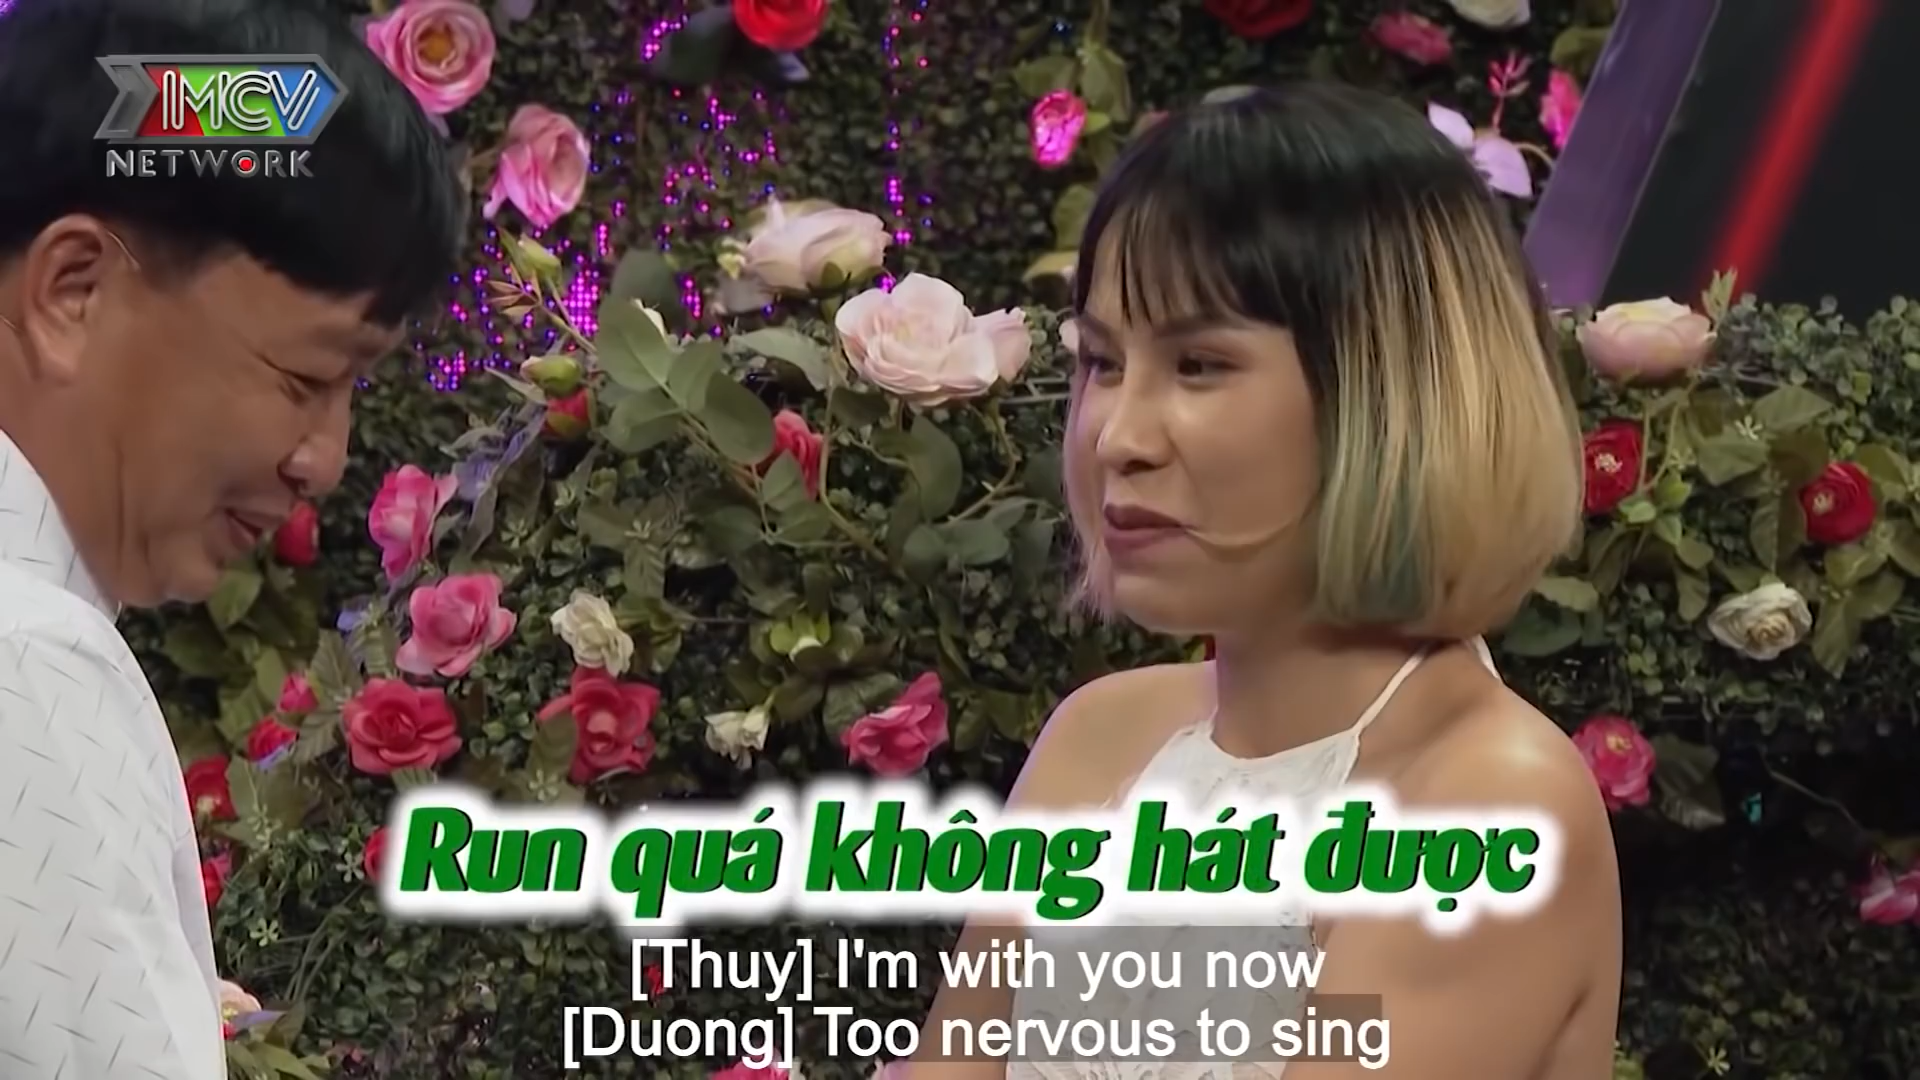 MCV
NETWORK
Run quá không hát được
[Thuy] I'm with you now
[Duong] Too nervous to sing